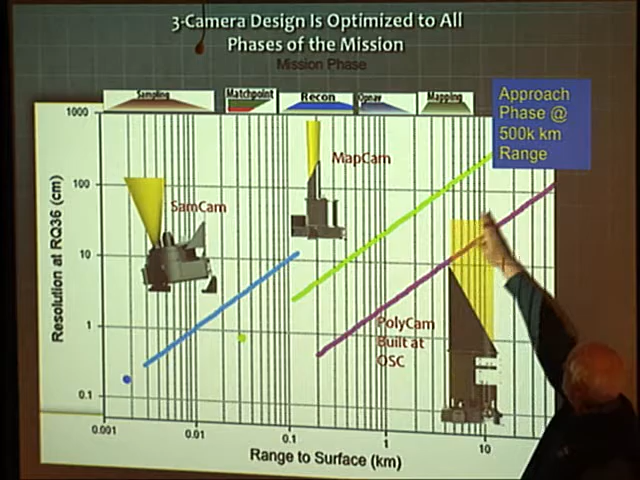 3-Camera Design Is Optimized to All
Phases of the Mission
Mission Phase
Sampling
Matchpoint
Recon
Opnav
Mapping
Approach
Phase @
500k km
Range
1000
100
10
1
0.1
Resolution at RQ36 (cm)
SamCam
MapCam
PolyCam
Built at
OSC
0.001
0.01
0.1
1
10
Range to Surface (km)